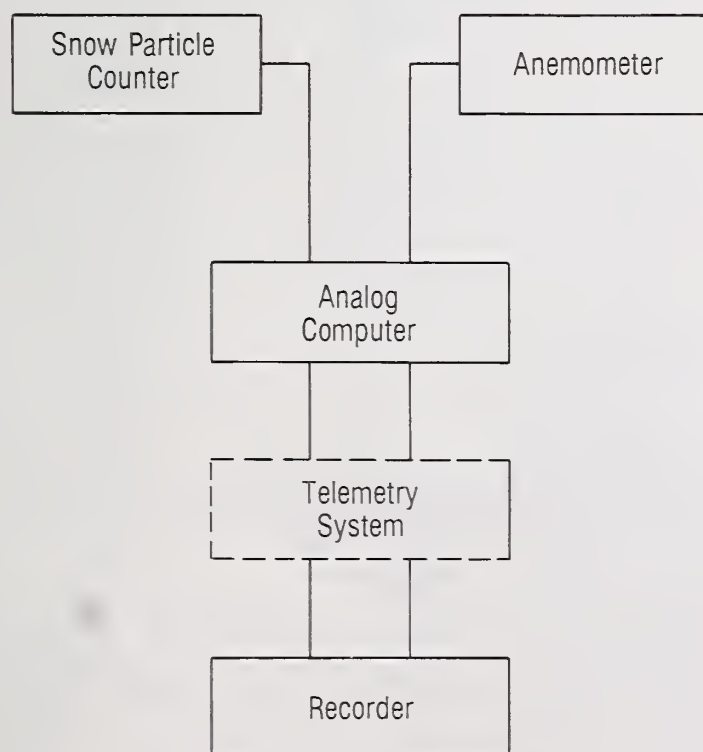 Snow Particle
Counter
Anemometer
Analog
Computer
Telemetry
System
Recorder